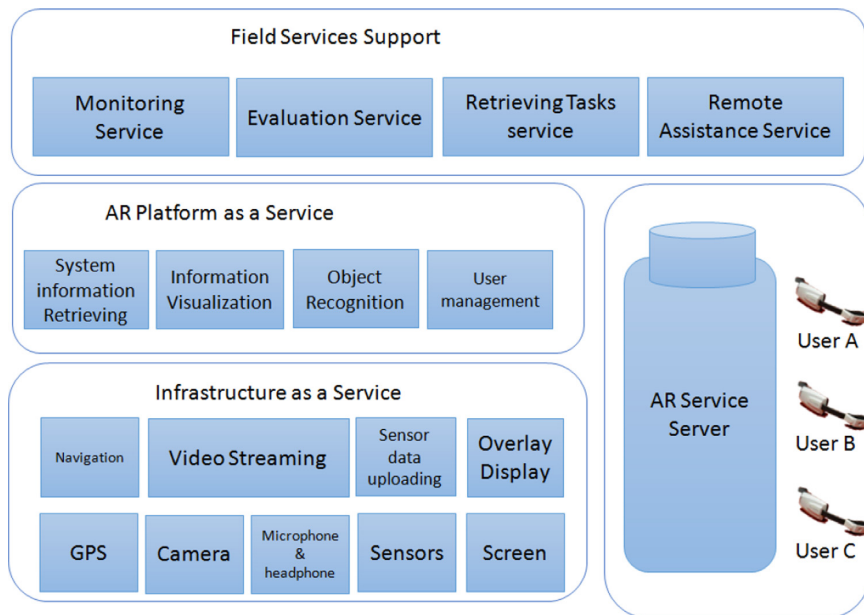 Field Services Support
Monitoring
Service
Evaluation Service
Retrieving Tasks
service
Remote
Assistance Service
AR Platform as a Service
System
information
Retrieving
Information
Visualization
Object
Recognition
User
management
Infrastructure as a Service
Navigation
Video Streaming
Sensor
data
uploading
Overlay
Display
GPS
Camera
Microphone
&
headphone
Sensors
Screen
AR Service
Server
User A
User B
User C